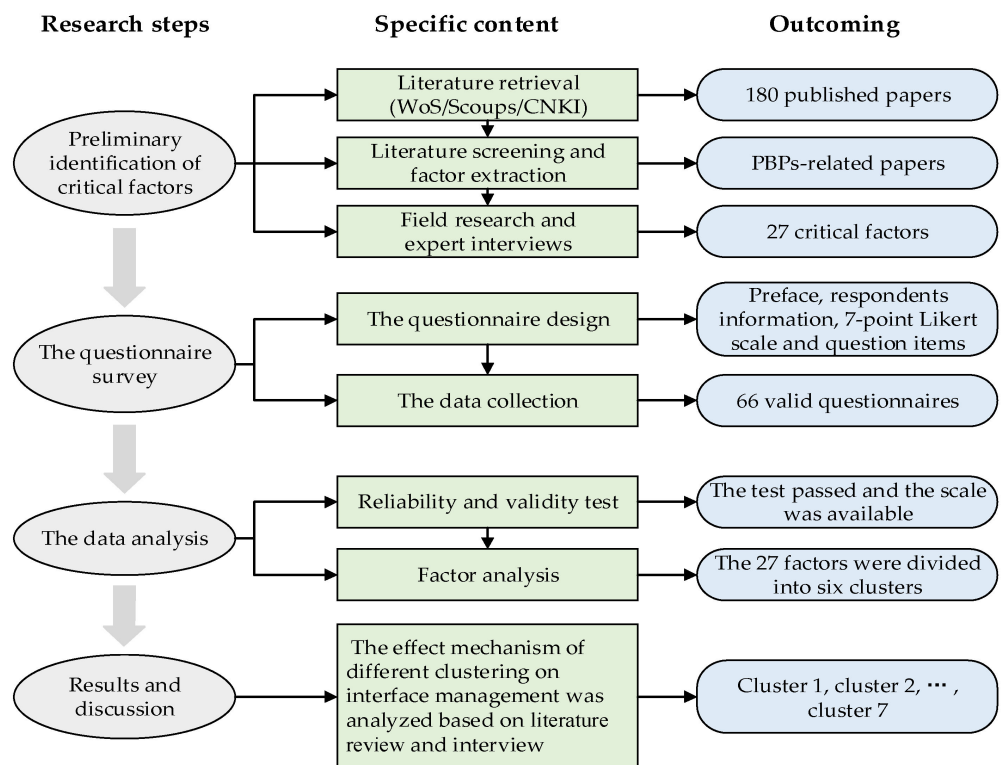 Research steps
Specific content
Outcoming
Preliminary
identification of
critical factors
Literature retrieval
(WoS/Scoups/CNKI)
180 published papers
Literature screening and
factor extraction
PBPs-related papers
Field research and
expert interviews
27 critical factors
The questionnaire
survey
The questionnaire design
Preface, respondents
information, 7-point Likert
scale and question items
The data collection
66 valid questionnaires
The data analysis
Reliability and validity test
The test passed and the scale
was available
Factor analysis
The 27 factors were divided
into six clusters
Results and
discussion
The effect mechanism of
different clustering on
interface management was
analyzed based on literature
review and interview
Cluster 1, cluster 2, ··· ,
cluster 7